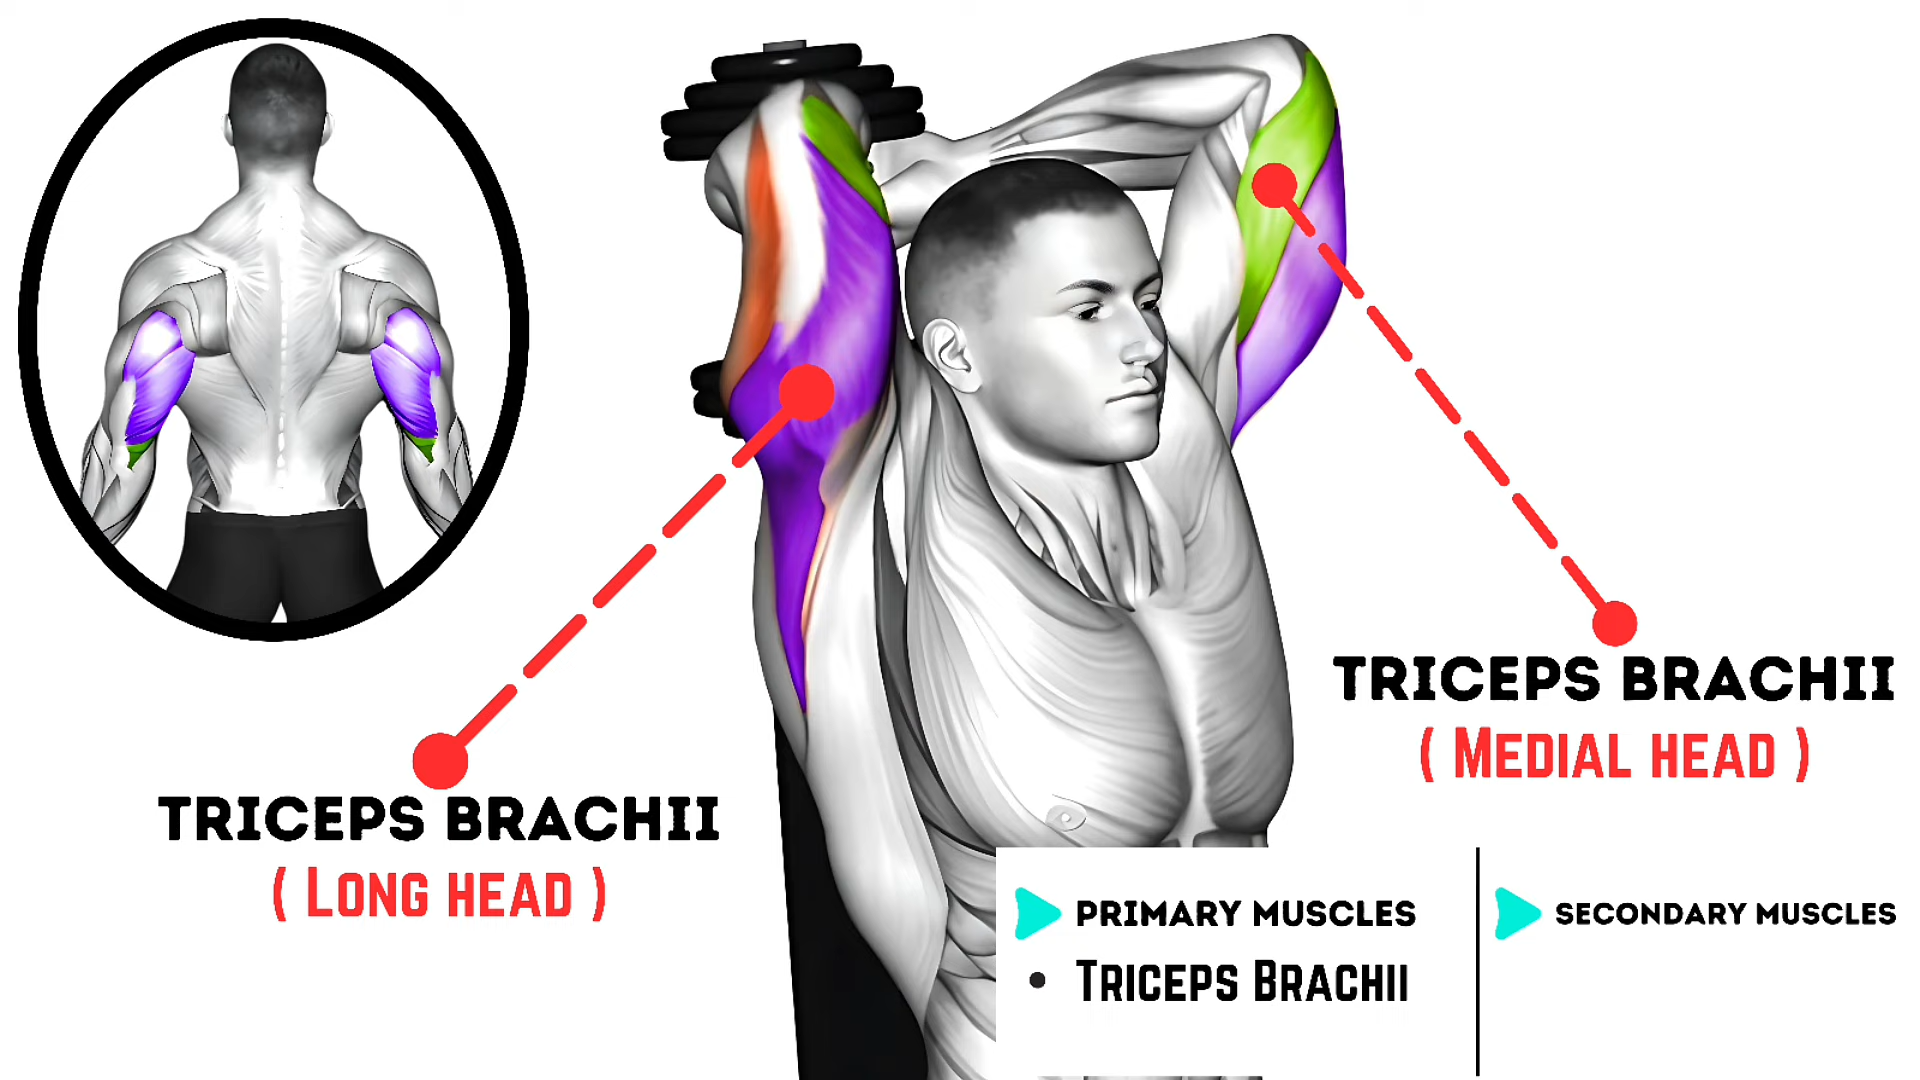 TRICEPS BRACHII
( LONG HEAD )
TRICEPS BRACHII
( MEDIAL HEAD )
PRIMARY MUSCLES
• TRICEPS BRACHII
SECONDARY MUSCLES